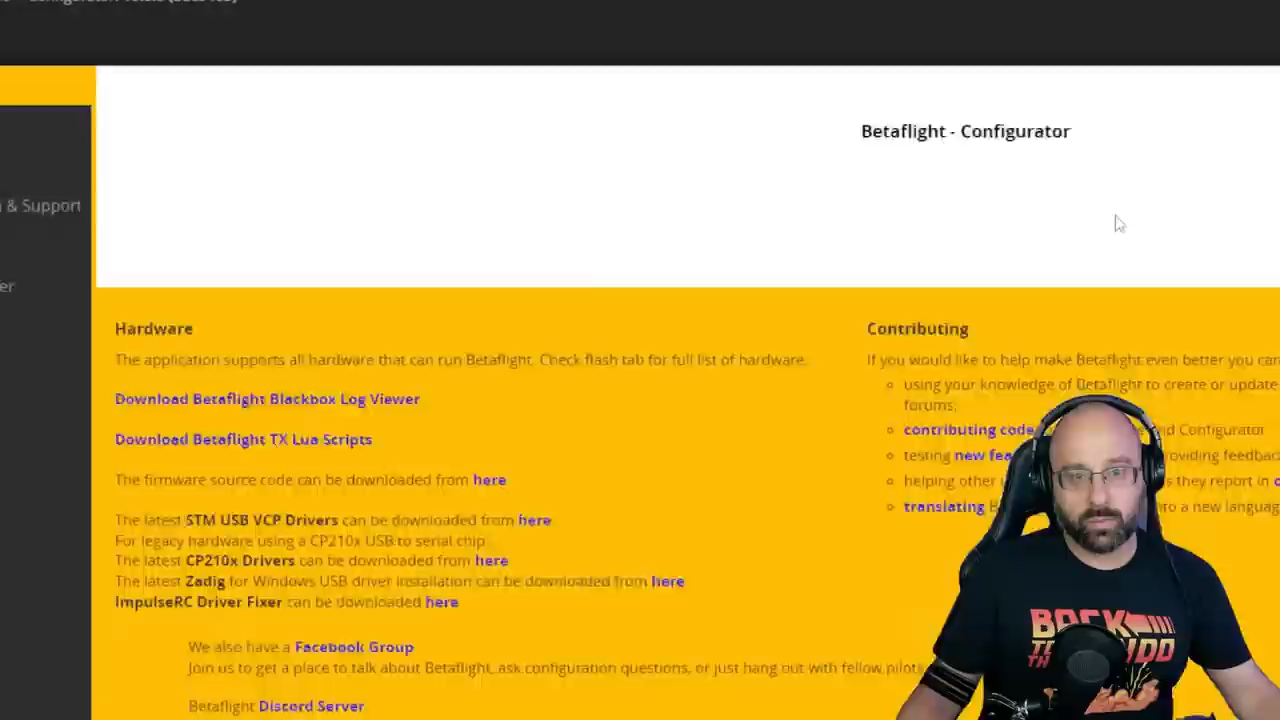 & Support
er
Betaflight - Configurator
Hardware
The application supports all hardware that can run Betaflight. Check flash tab for full list of hardware.
Download Betaflight Blackbox Log Viewer
Download Betaflight TX Lua Scripts
The firmware source code can be downloaded from here
The latest STM USB VCP Drivers can be downloaded from here
For legacy hardware using a CP210x USB to serial chip:
The latest CP210x Drivers can be downloaded from here
The latest Zadig for Windows USB driver installation can be downloaded from here
ImpulseRC Driver Fixer can be downloaded here
We also have a Facebook Group
Join us to get a place to talk about Betaflight, ask configuration questions, or just hang out with fellow pilots
Betaflight Discord Server
Contributing
If you would like to help make Betaflight even better you can
using your knowledge of Betaflight to create or update
forums;
contributing code and Configurator
testing new fea roviding feedback
helping other s they report in
translating to a new languag
BACK
TO
TH